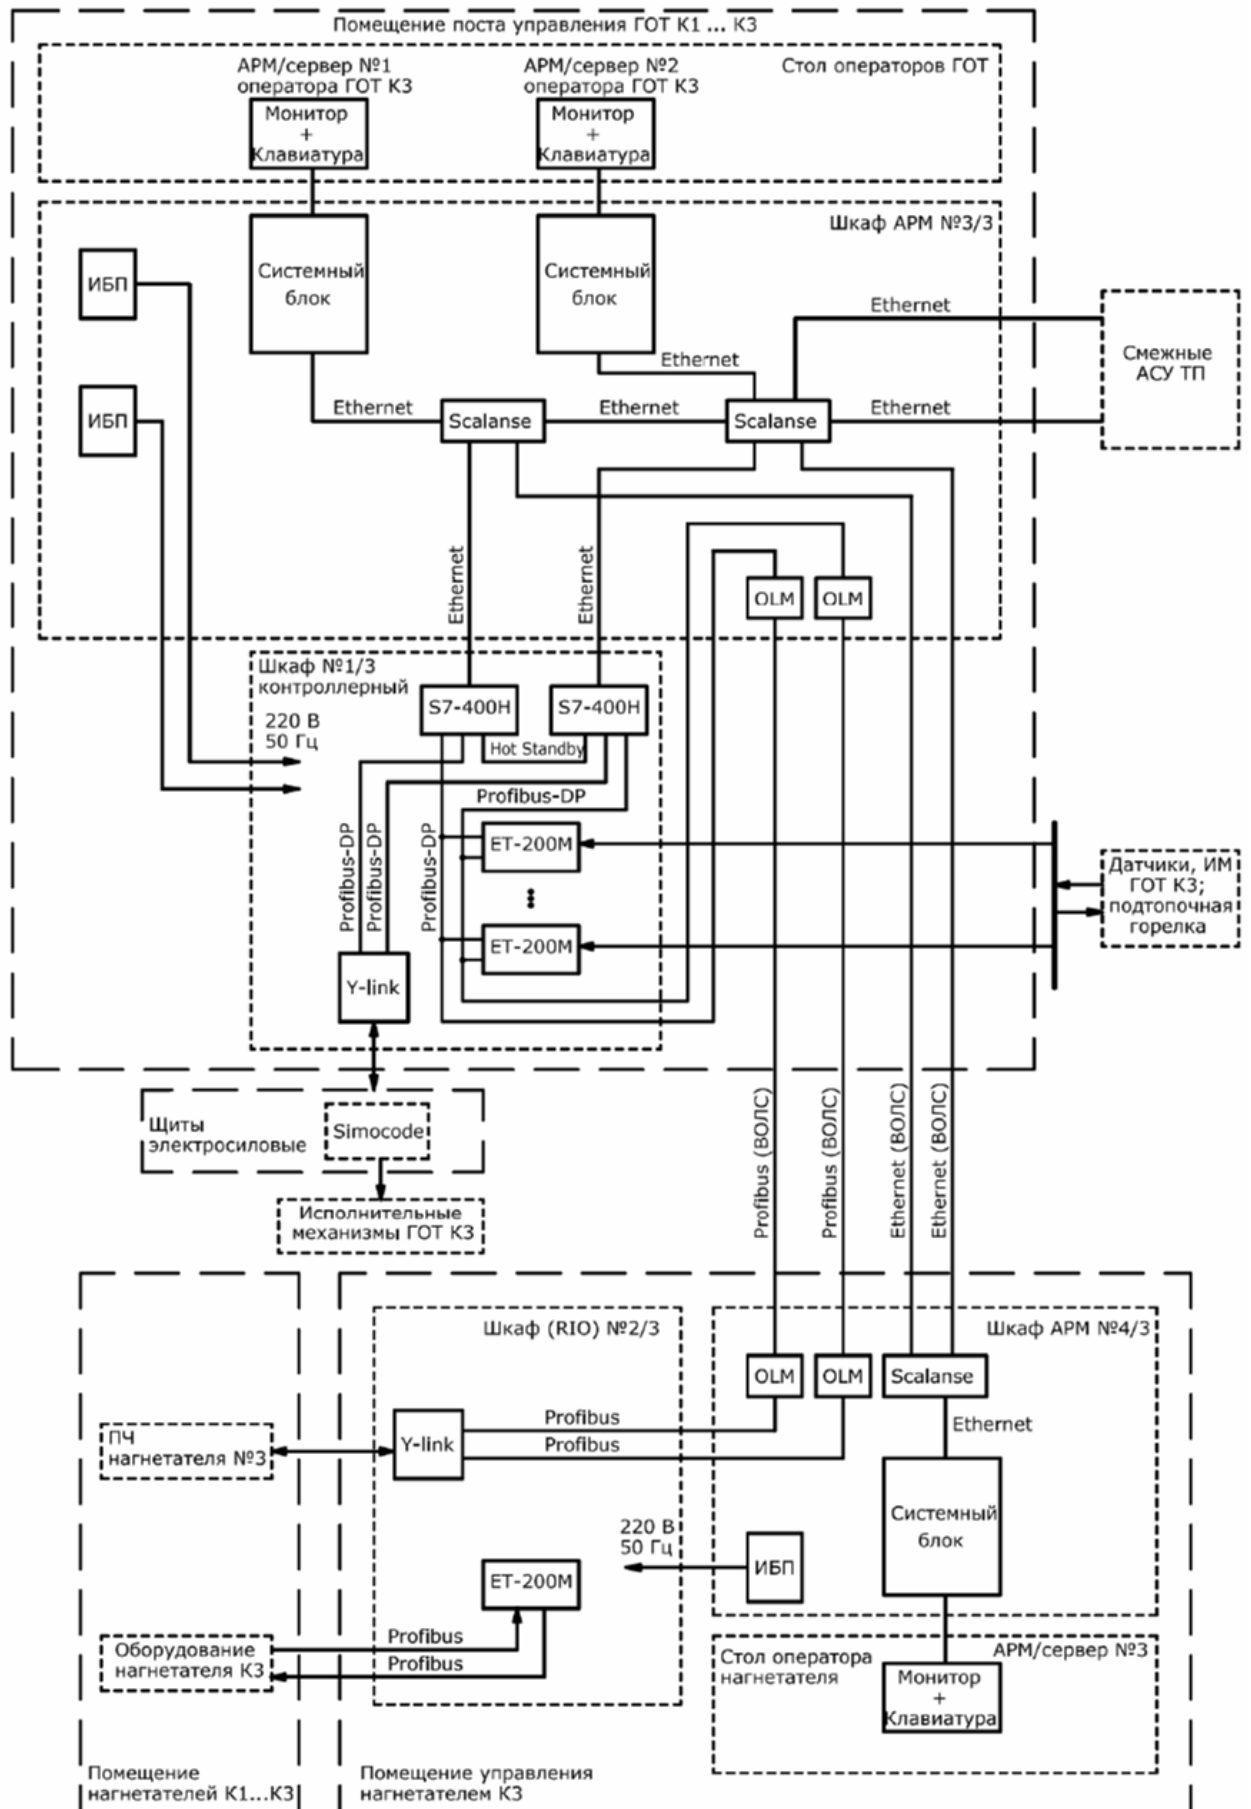 Помещение поста управления ГОТ К1 ... К3
АРМ/сервер №1
оператора ГОТ К3
АРМ/сервер №2
оператора ГОТ К3
Стол операторов ГОТ
Монитор
+
Клавиатура
Монитор
+
Клавиатура
Шкаф АРМ №3/3
ИБП
Системный
блок
Системный
блок
Ethernet
Смежные
АСУ ТП
Ethernet
ИБП
Ethernet
Scalanse
Ethernet
Scalanse
Ethernet
Ethernet
Ethernet
OLM
OLM
Шкаф №1/3
контроллерный
S7-400H
S7-400H
220 В
50 Гц
Hot Standby
Profibus-DP
Profibus-DP
Profibus-DP
Profibus-DP
ET-200M
ET-200M
Датчики, ИМ
ГОТ К3;
подтопочная
горелка
Y-link
Щиты
электросиловые
Simocode
Исполнительные
механизмы ГОТ К3
Profibus (ВОЛС)
Profibus (ВОЛС)
Ethernet (ВОЛС)
Ethernet (ВОЛС)
Шкаф (RIO) №2/3
Шкаф АРМ №4/3
OLM
OLM
Scalanse
ПЧ
нагнетателя №3
Y-link
Profibus
Profibus
Ethernet
Системный
блок
220 В
50 Гц
ИБП
ET-200M
Оборудование
нагнетателя К3
Profibus
Profibus
Стол оператора
нагнетателя
АРМ/сервер №3
Монитор
+
Клавиатура
Помещение
нагнетателей К1...К3
Помещение управления
нагнетателем К3